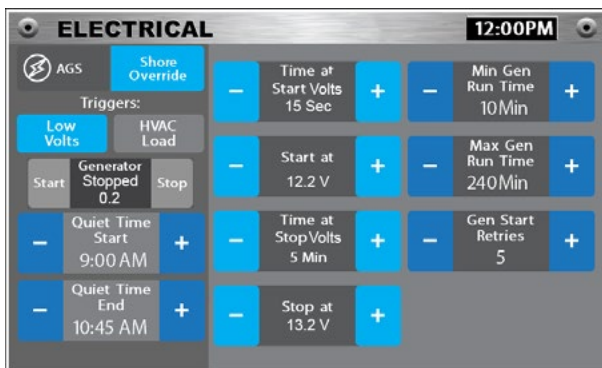 ELECTRICAL
12:00PM
AGS
Shore
Override
Triggers:
Low
Volts
HVAC
Load
Start
Generator
Stopped
0.2
Stop
−
Quiet Time
Start
9:00 AM
+
−
Quiet Time
End
10:45 AM
+
−
Time at
Start Volts
15 Sec
+
−
Start at
12.2 V
+
−
Time at
Stop Volts
5 Min
+
−
Stop at
13.2 V
+
−
Min Gen
Run Time
10Min
+
−
Max Gen
Run Time
240Min
+
−
Gen Start
Retries
5
+